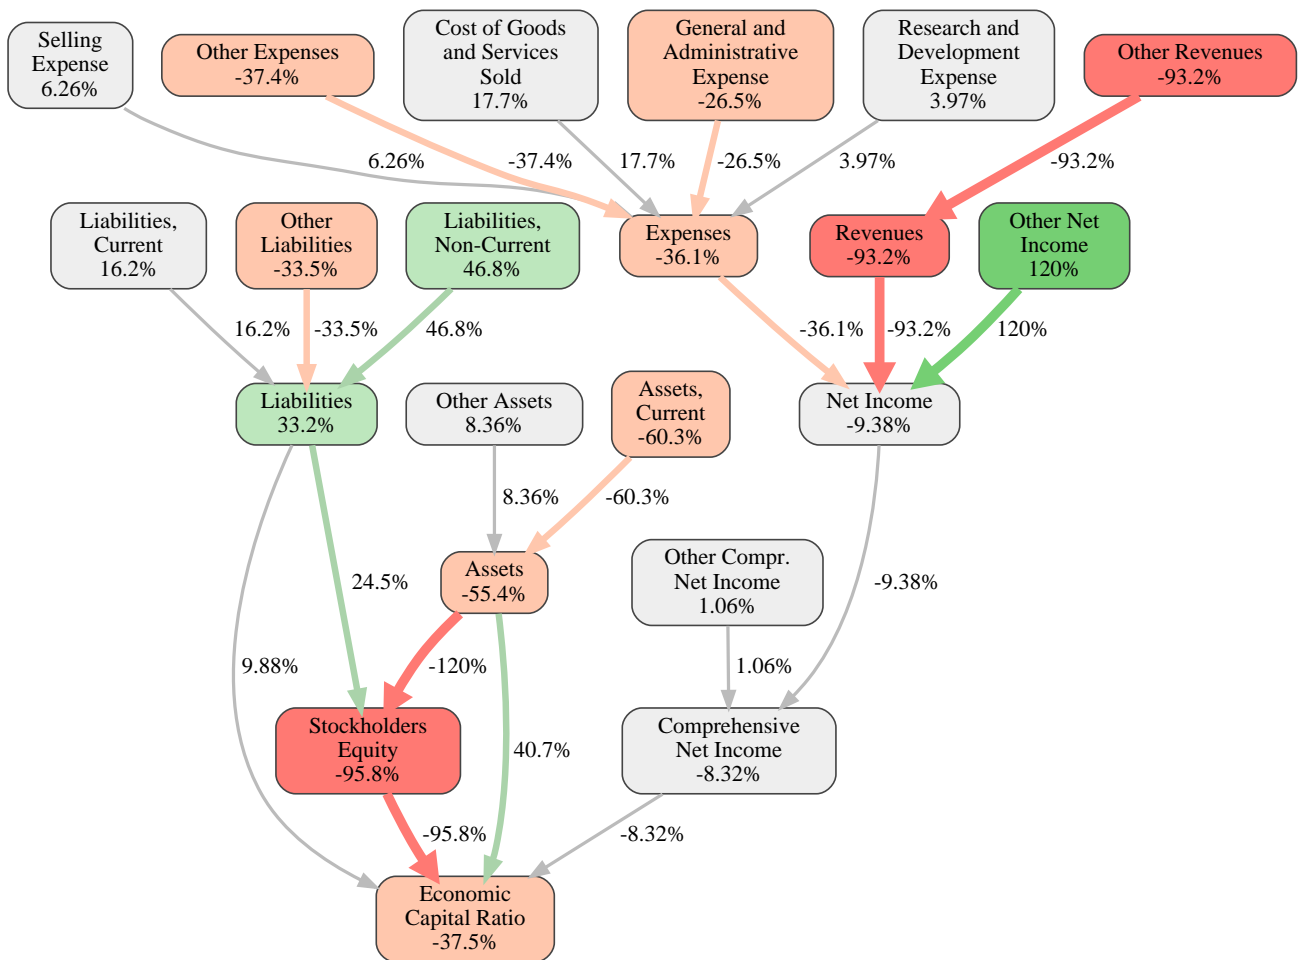 Selling
Expense
6.26%
Other Expenses
-37.4%
Cost of Goods
and Services
Sold
17.7%
General and
Administrative
Expense
-26.5%
Research and
Development
Expense
3.97%
Other Revenues
-93.2%
6.26%
-37.4%
17.7%
-26.5%
3.97%
-93.2%
Liabilities,
Current
16.2%
Other
Liabilities
-33.5%
Liabilities,
Non-Current
46.8%
Expenses
-36.1%
Revenues
-93.2%
Other Net
Income
120%
16.2%
-33.5%
46.8%
-36.1%
-93.2%
120%
Liabilities
33.2%
Other Assets
8.36%
Assets,
Current
-60.3%
Net Income
-9.38%
8.36%
-60.3%
Assets
-55.4%
Other Compr.
Net Income
1.06%
24.5%
-9.38%
9.88%
-120%
1.06%
Stockholders
Equity
-95.8%
40.7%
Comprehensive
Net Income
-8.32%
-95.8%
-8.32%
Economic
Capital Ratio
-37.5%